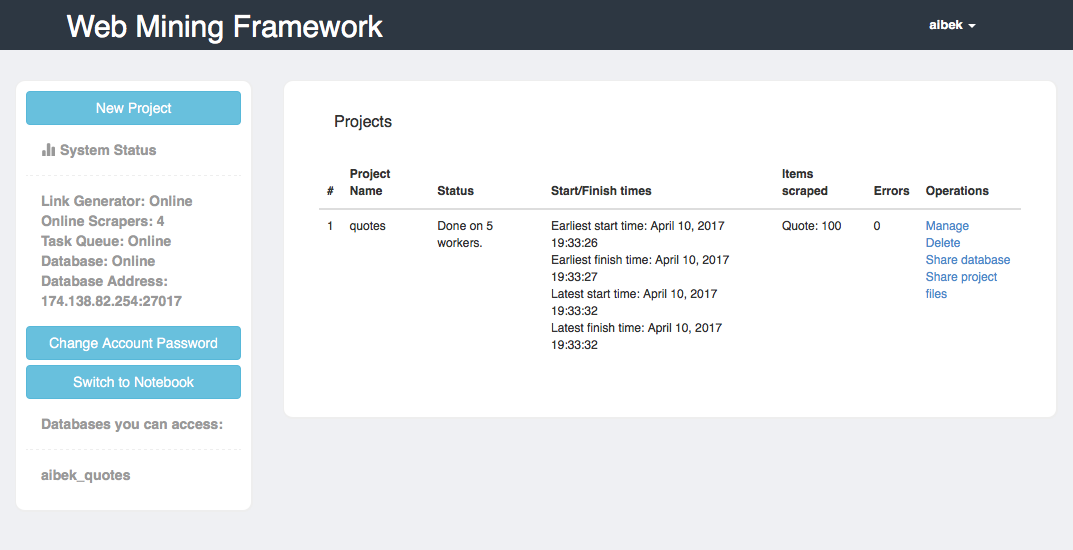 Web Mining Framework
aibek
New Project
System Status
Link Generator: Online
Online Scrapers: 4
Task Queue: Online
Database: Online
Database Address:
174.138.82.254:27017
Change Account Password
Switch to Notebook
Databases you can access:
aibek_quotes
Projects
# Project Name Status Start/Finish times Items scraped Errors Operations
1 quotes Done on 5 Earliest start time: April 10, 2017 Quote: 100 0 Manage
workers. 19:33:26 Delete
Earliest finish time: April 10, 2017 Share database
19:33:27 Share project
Latest start time: April 10, 2017 files
19:33:32
Latest finish time: April 10, 2017
19:33:32